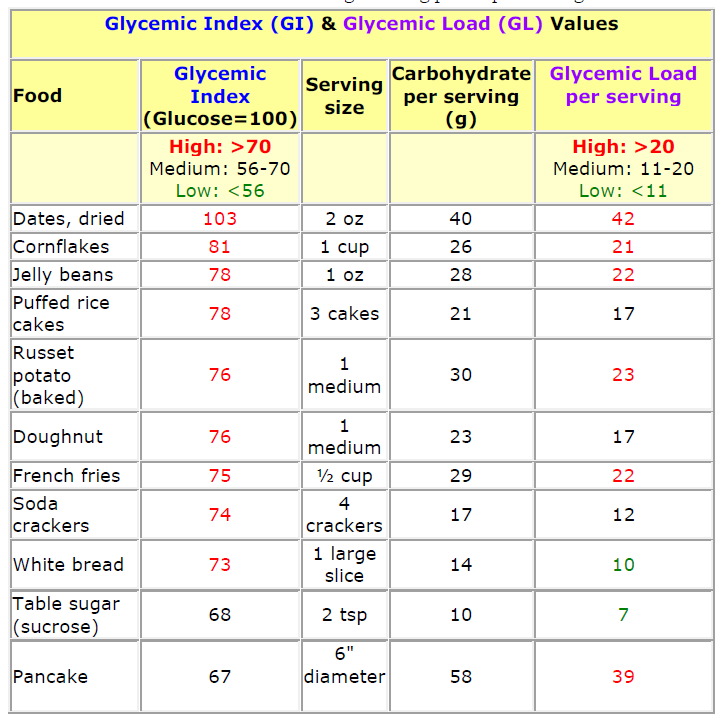 Glycemic Index (GI) & Glycemic Load (GL) Values
Food
Glycemic
Index
(Glucose=100)
Serving
size
Carbohydrate
per serving
(g)
Glycemic Load
per serving
High: >70
Medium: 56-70
Low: <56
High: >20
Medium: 11-20
Low: <11
Dates, dried 103 2 oz 40 42
Cornflakes 81 1 cup 26 21
Jelly beans 78 1 oz 28 22
Puffed rice
cakes
78 3 cakes 21 17
Russet
potato
(baked)
76
1
medium
30 23
Doughnut 76
1
medium
23 17
French fries 75 ½ cup 29 22
Soda
crackers
74
4
crackers
17 12
White bread 73
1 large
slice
14 10
Table sugar
(sucrose)
68 2 tsp 10 7
Pancake 67
6"
diameter
58 39